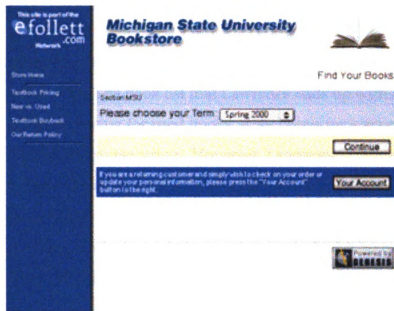 This site is part of the
efollett
.com
Network
Michigan State University
Bookstore
Find Your Books
Store Home
Textbook Pricing
New vs. Used
Textbook Buyback
Our Return Policy
Section MSU
Please choose your Term: Spring 2000
Continue
If you are a returning customer and simply wish to check on your order or
update your personal information, please press the "Your Account"
button to the right.
Your Account
Powered by
GENESIS